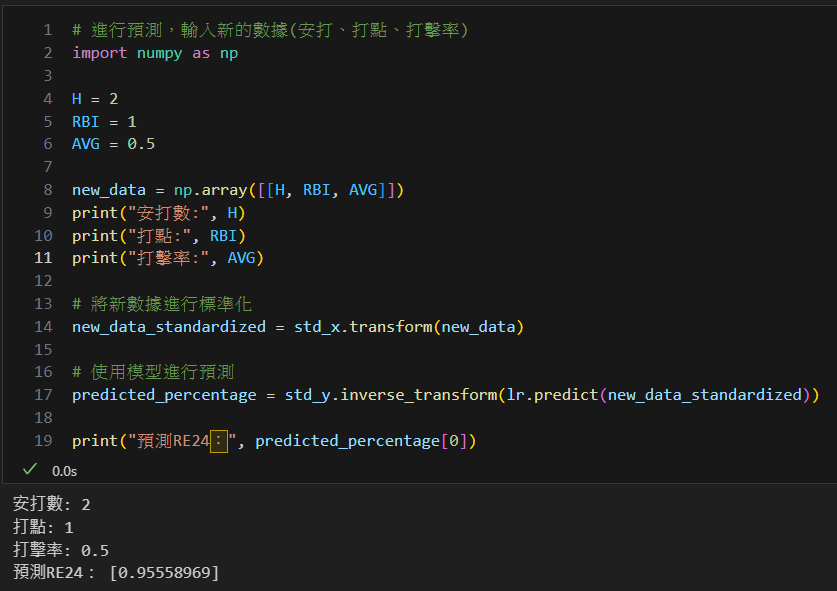 1 # 進行預測，輸入新的數據(安打、打點、打擊率)
2 import numpy as np
3
4 H = 2
5 RBI = 1
6 AVG = 0.5
7
8 new_data = np.array([[H, RBI, AVG]])
9 print("安打數:", H)
10 print("打點:", RBI)
11 print("打擊率:", AVG)
12
13 # 將新數據進行標準化
14 new_data_standardized = std_x.transform(new_data)
15
16 # 使用模型進行預測
17 predicted_percentage = std_y.inverse_transform(lr.predict(new_data_standardized))
18
19 print("預測RE24：", predicted_percentage[0])
0.0s
安打數: 2
打點: 1
打擊率: 0.5
預測RE24： [0.95558969]